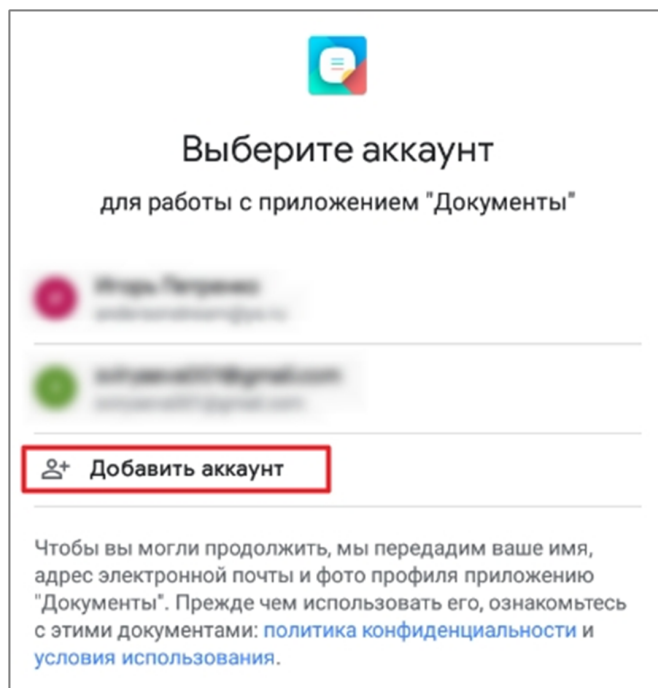 Выберите аккаунт
для работы с приложением "Документы"
Добавить аккаунт
Чтобы вы могли продолжить, мы передадим ваше имя,
адрес электронной почты и фото профиля приложению
"Документы". Прежде чем использовать его, ознакомьтесь
с этими документами: политика конфиденциальности и
условия использования.